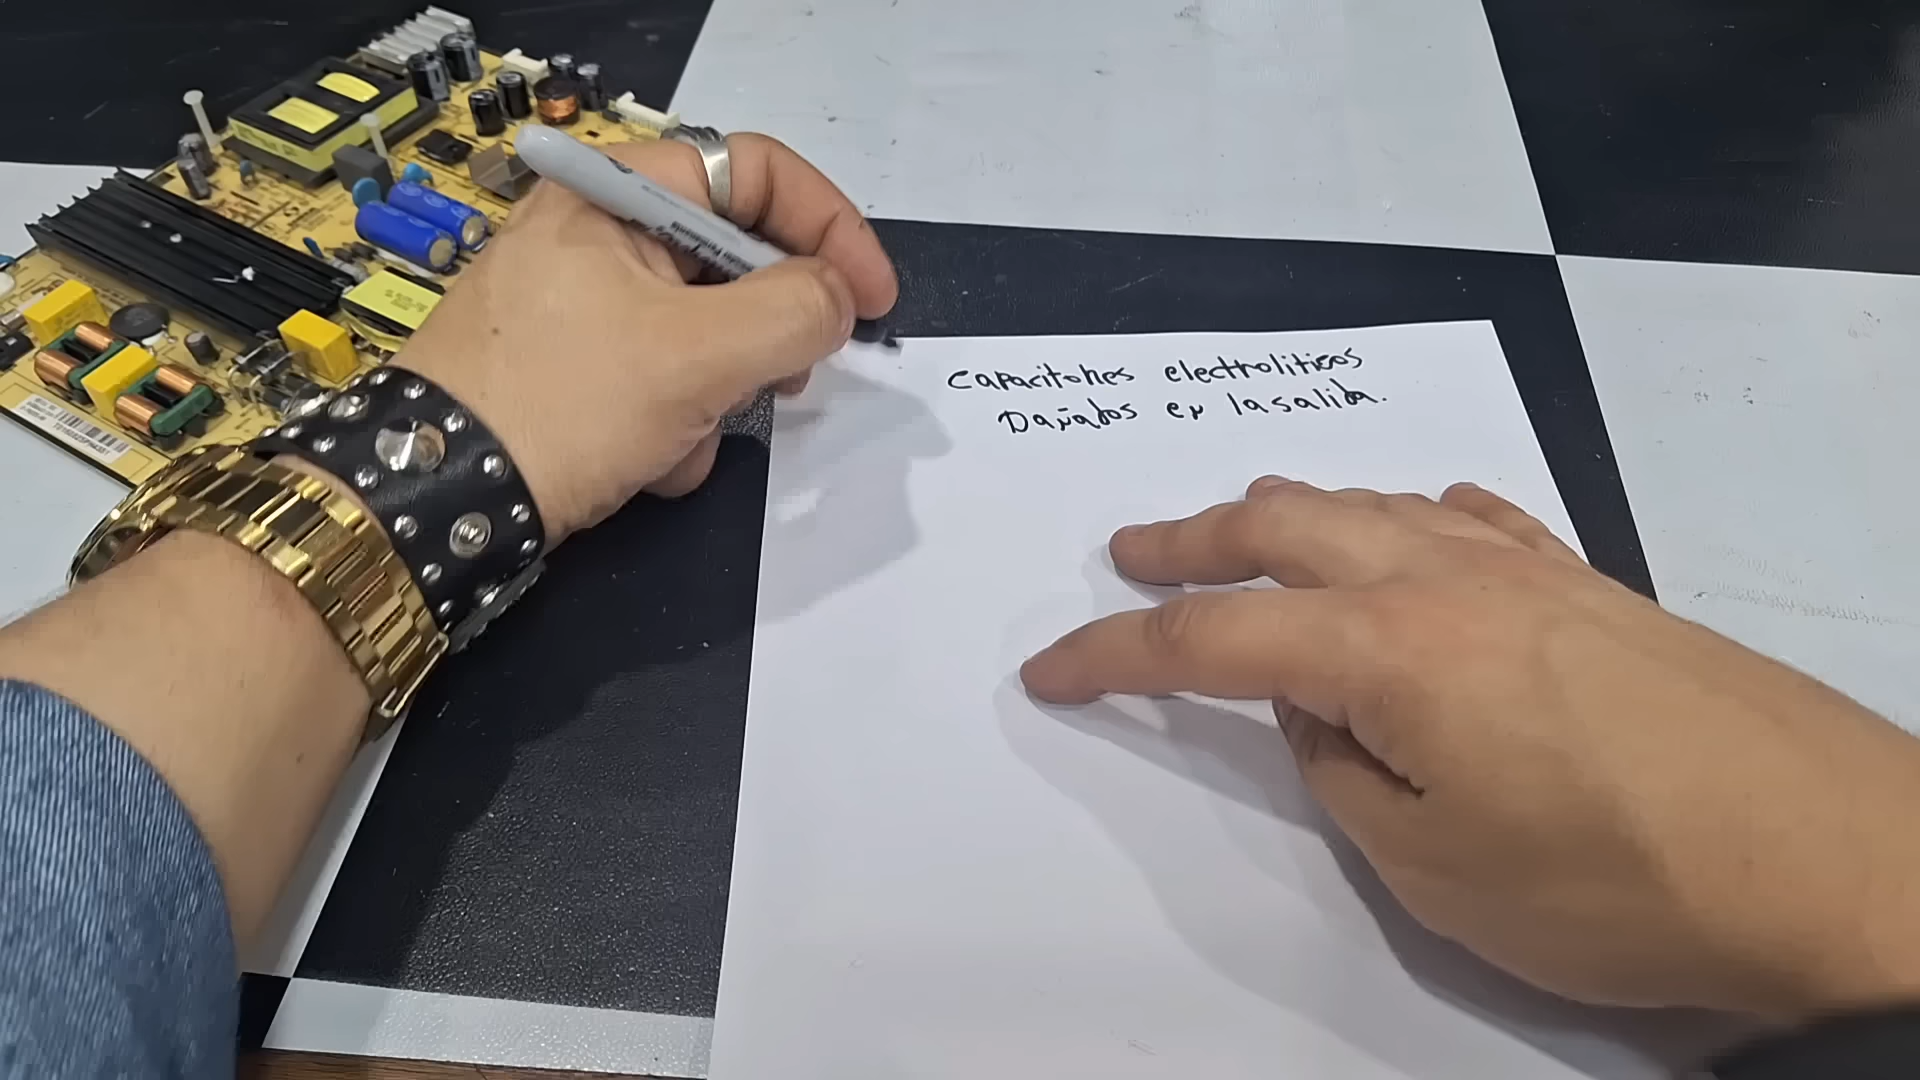 Capacitores electroliticos
Dañados en la salida.